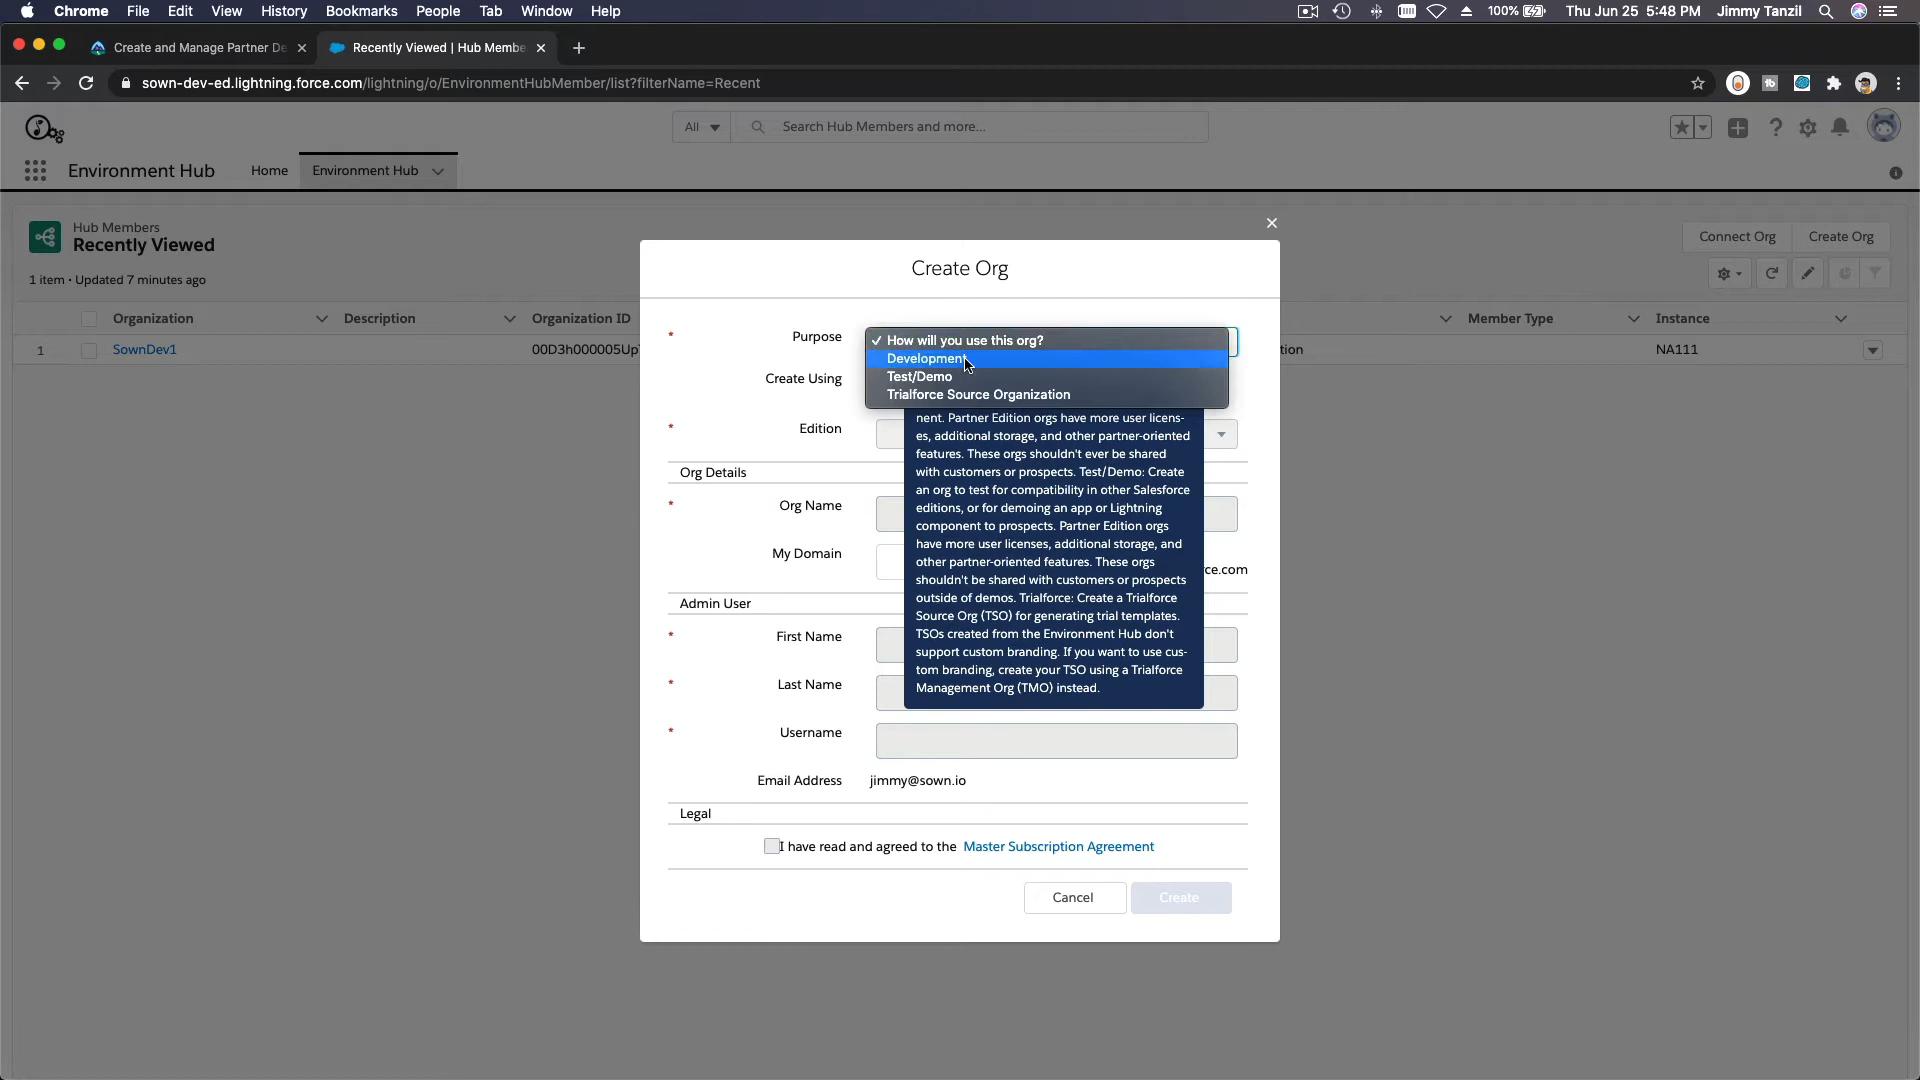 Chrome File Edit View History Bookmarks People Tab Window Help 100% Thu Jun 25 5:48 PM Jimmy Tanzil
Create and Manage Partner De Recently Viewed | Hub Membe
sown-dev-ed.lightning.force.com/lightning/o/EnvironmentHubMember/list?filterName=Recent
All Search Hub Members and more...
Environment Hub Home Environment Hub
Hub Members
Recently Viewed
Connect Org Create Org
1 item • Updated 7 minutes ago
Organization Description Organization ID Member Type Instance
1 SownDev1 00D3h000005Up tion NA111
Create Org
* Purpose
✓ How will you use this org?
Development
Test/Demo
Trialforce Source Organization
Create Using
* Edition
nent. Partner Edition orgs have more user licens-
es, additional storage, and other partner-oriented
features. These orgs shouldn't ever be shared
with customers or prospects. Test/Demo: Create
an org to test for compatibility in other Salesforce
editions, or for demoing an app or Lightning
component to prospects. Partner Edition orgs
have more user licenses, additional storage, and
other partner-oriented features. These orgs
shouldn't be shared with customers or prospects
outside of demos. Trialforce: Create a Trialforce
Source Org (TSO) for generating trial templates.
TSOs created from the Environment Hub don't
support custom branding. If you want to use cus-
tom branding, create your TSO using a Trialforce
Management Org (TMO) instead.
Org Details
* Org Name
My Domain rce.com
Admin User
* First Name
* Last Name
* Username
Email Address jimmy@sown.io
Legal
I have read and agreed to the Master Subscription Agreement
Cancel Create